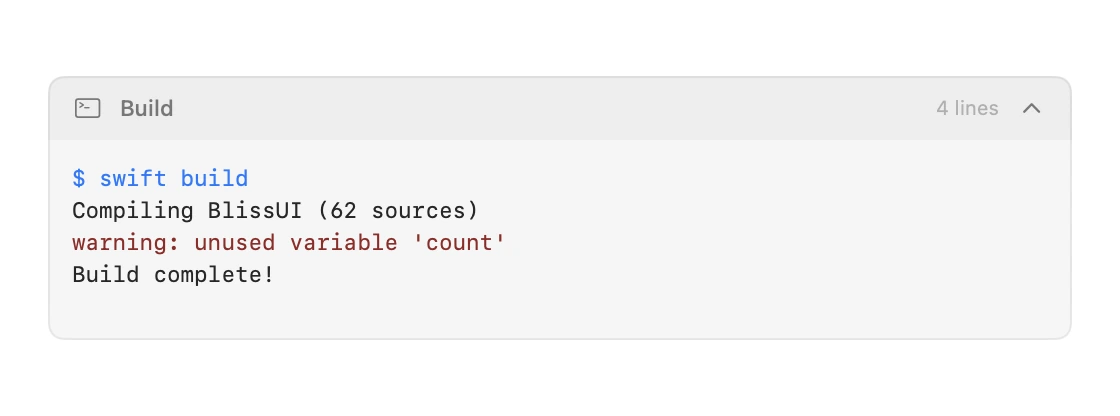 Build
4 lines
$ swift build
Compiling BlissUI (62 sources)
warning: unused variable 'count'
Build complete!